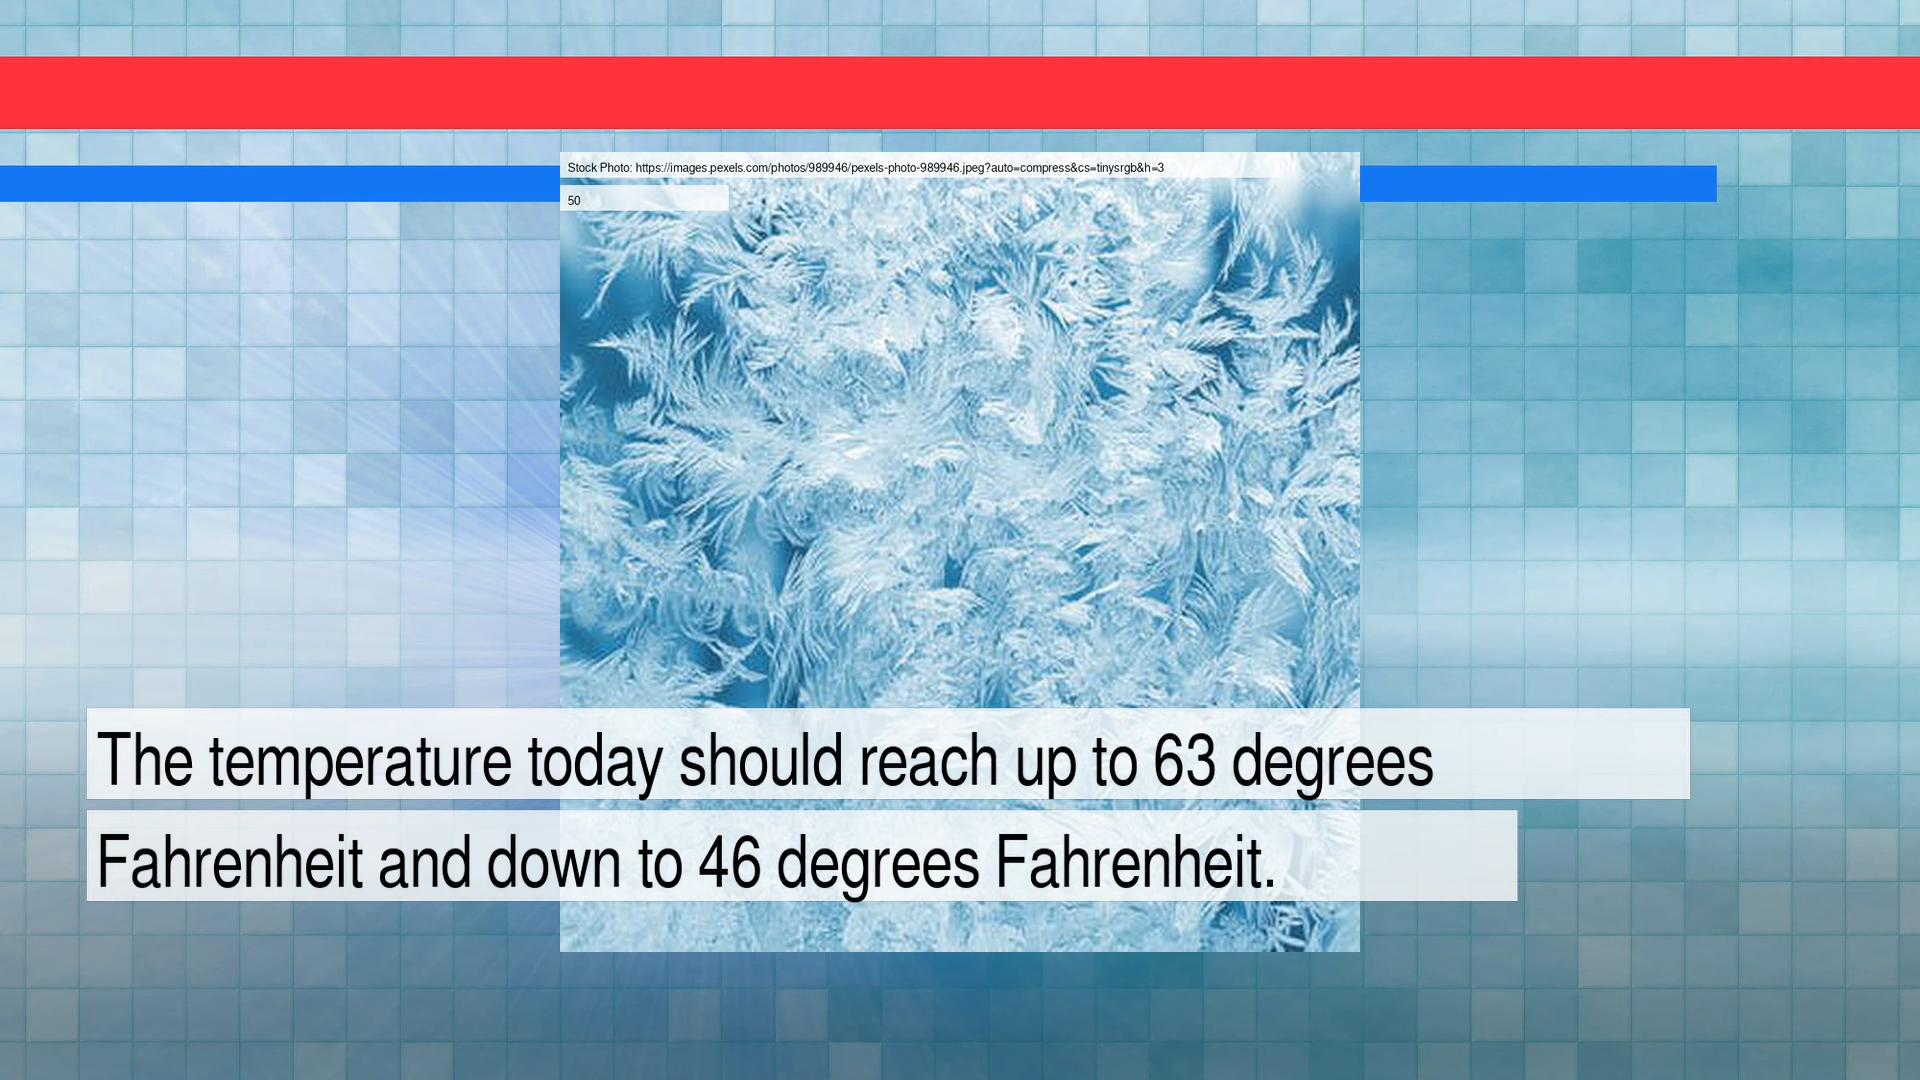 Stock Photo: https://images.pexels.com/photos/989946/pexels-photo-989946.jpeg?auto=compress&cs=tinysrgb&h=3
50
The temperature today should reach up to 63 degrees
Fahrenheit and down to 46 degrees Fahrenheit.